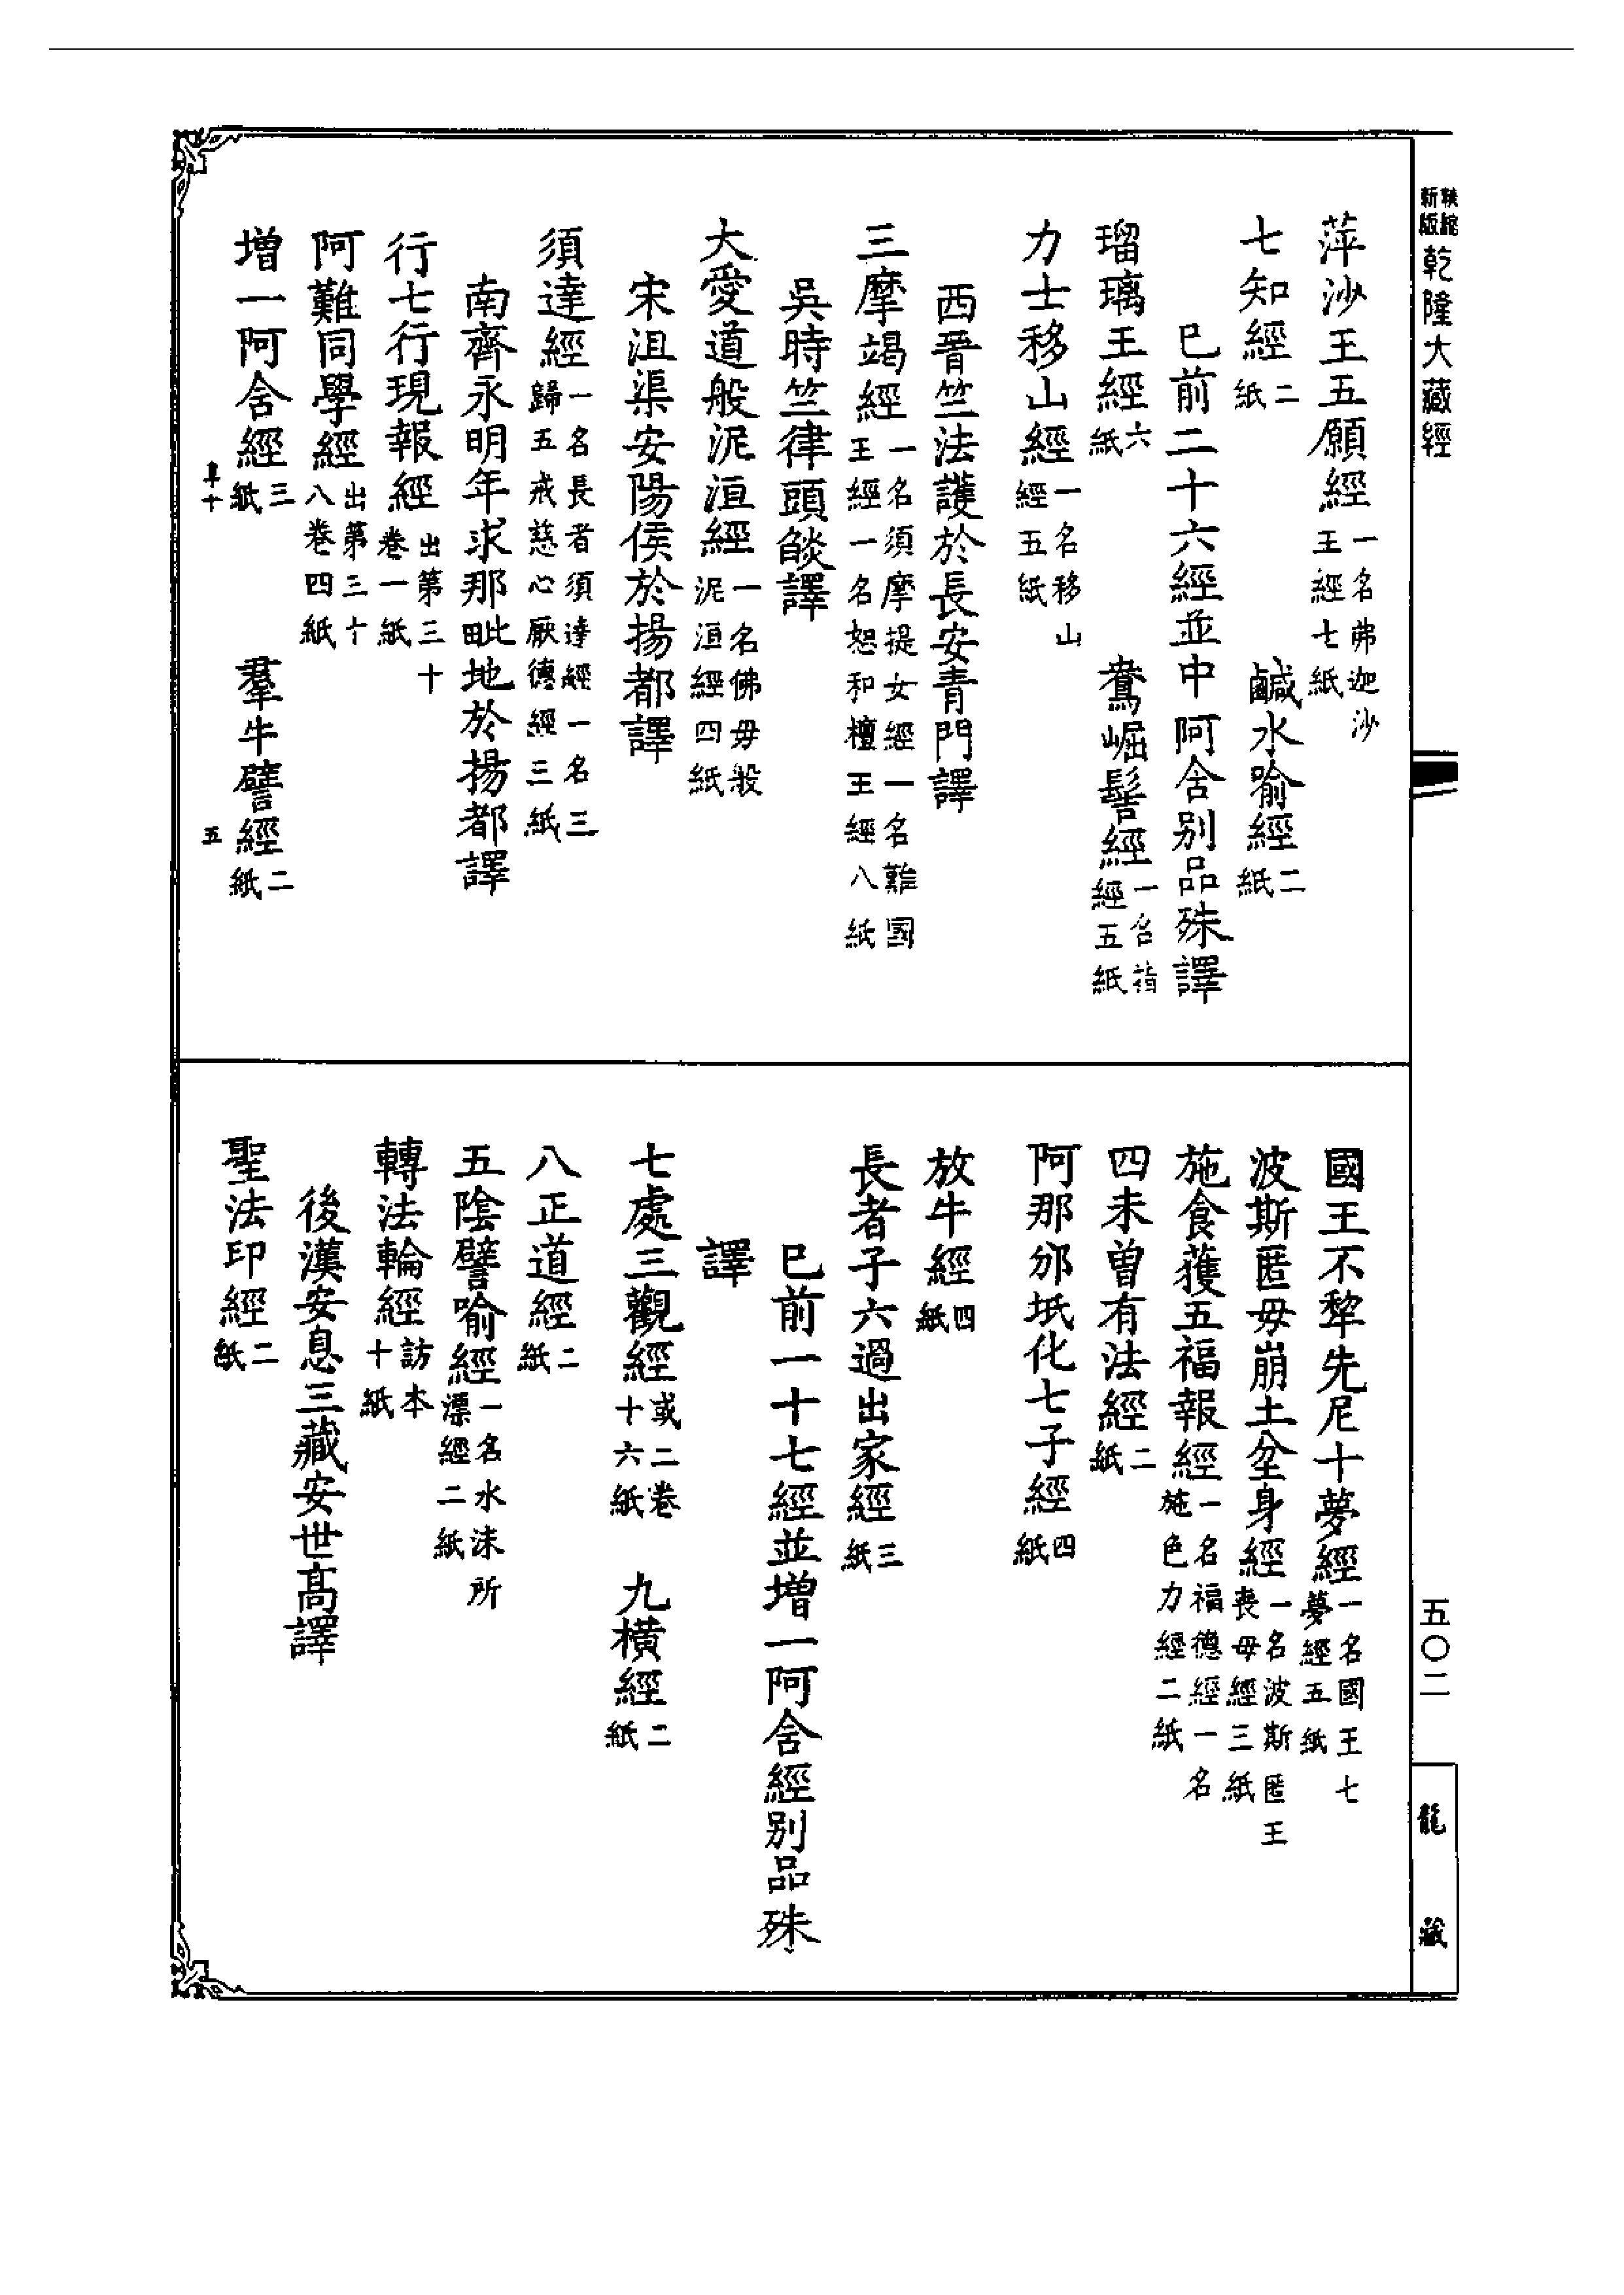 新版
乾隆大藏經
萍沙王五願經一名弗迦沙王經七紙
七知經二紙 鹹水喻經二紙
已前二十六經並中阿含別品殊譯
瑠璃王經六紙 鴦崛髻經一名指經五紙
力士移山經一名移山經五紙
西晉竺法護於長安青門譯
三摩竭經一名須摩提女經一名難國王經一名恕和檀王經八紙
吳時竺律頭𦦨譯
大愛道般泥洹經一名佛母般泥洹經四紙
宋沮渠安陽侯於揚都譯
須達經一名長者須達經一名三歸五戒慈心厭德經三紙
南齊永明年求那毗地於揚都譯
行七行現報經出第三十卷一紙
阿難同學經出第三十八卷四紙
增一阿含經三紙 羣牛譬經二紙
五
國王不犂先尼十夢經一名國王七夢經五紙
波斯匿母崩土坌身經一名波斯匿王喪母經三紙
施食獲五福報經一名福德經一名施色力經二紙
四未曾有法經二紙
阿那邠坻化七子經四紙
放牛經四紙
長者子六過出家經三紙
已前一十七經並增一阿含經別品殊
譯
七處三觀經或二卷十六紙 九橫經二紙
八正道經二紙
五陰譬喻經一名水沫所漂經二紙
轉法輪經訪本十紙
後漢安息三藏安世高譯
聖法印經二紙
五〇二
龍藏